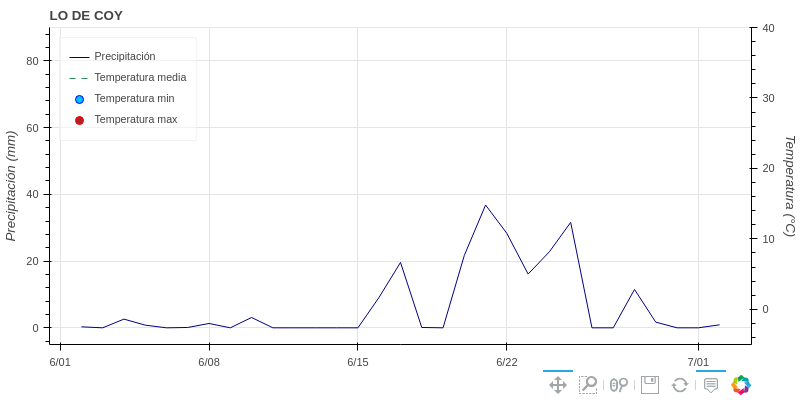 LO DE COY
Precipitación
Temperatura media
Temperatura min
Temperatura max
Precipitación (mm)
80
60
40
20
0
Temperatura (°C)
40
30
20
10
0
6/01
6/08
6/15
6/22
7/01